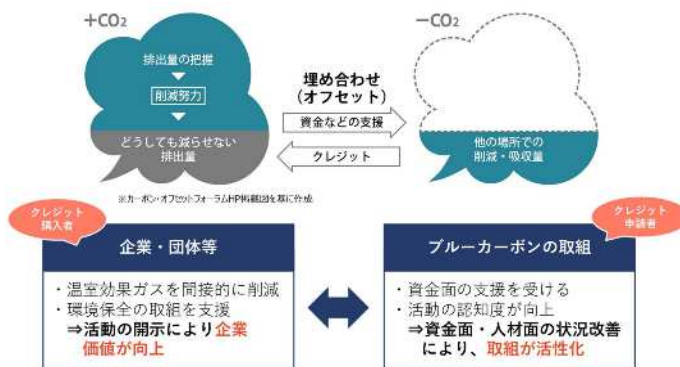 +CO₂
排出量の把握
削減努力
どうしても減らせない
排出量
埋め合わせ
(オフセット)
資金などの支援
クレジット
−CO₂
他の場所での
削減・吸収量
※カーボン・オフセットフォーラムHP掲載図を基に作成
クレジット
購入者
企業・団体等
・温室効果ガスを間接的に削減
・環境保全の取組を支援
⇒活動の開示により企業
価値が向上
クレジット
申請者
ブルーカーボンの取組
・資金面の支援を受ける
・活動の認知度が向上
⇒資金面・人材面の状況改善
により、取組が活性化